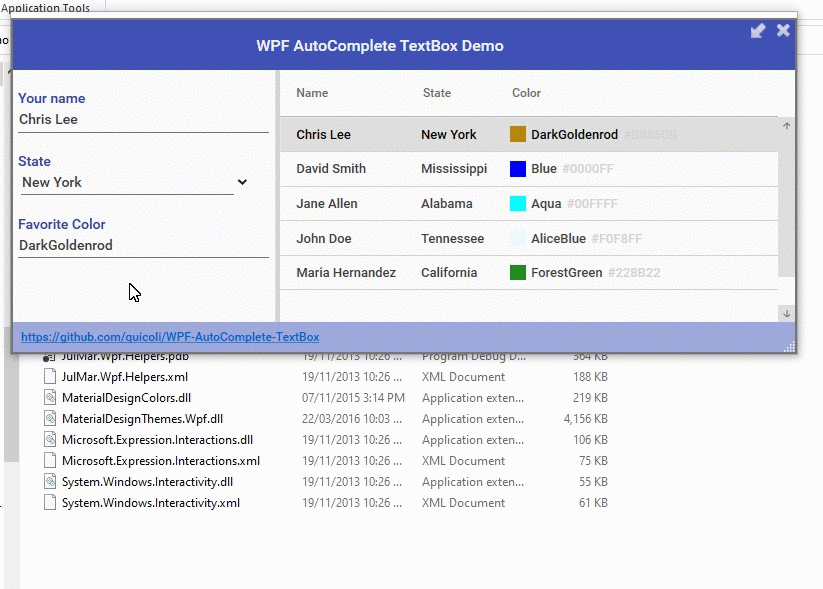 Application Tools
WPF AutoComplete TextBox Demo
Your name
Chris Lee
State
New York
Favorite Color
DarkGoldenrod
Name State Color
Chris Lee New York DarkGoldenrod #B8860B
David Smith Mississippi Blue #0000FF
Jane Allen Alabama Aqua #00FFFF
John Doe Tennessee AliceBlue #F0F8FF
Maria Hernandez California ForestGreen #228B22
https://github.com/quicoli/WPF-AutoComplete-TextBox
JulMar.Wpf.Helpers.pdb 19/11/2013 10:26 ... Program Debug D... 364 KB
JulMar.Wpf.Helpers.xml 19/11/2013 10:26 ... XML Document 188 KB
MaterialDesignColors.dll 07/11/2015 3:14 PM Application exten... 219 KB
MaterialDesignThemes.Wpf.dll 22/03/2016 10:03 ... Application exten... 4,156 KB
Microsoft.Expression.Interactions.dll 19/11/2013 10:26 ... Application exten... 106 KB
Microsoft.Expression.Interactions.xml 19/11/2013 10:26 ... XML Document 75 KB
System.Windows.Interactivity.dll 19/11/2013 10:26 ... Application exten... 55 KB
System.Windows.Interactivity.xml 19/11/2013 10:26 ... XML Document 61 KB